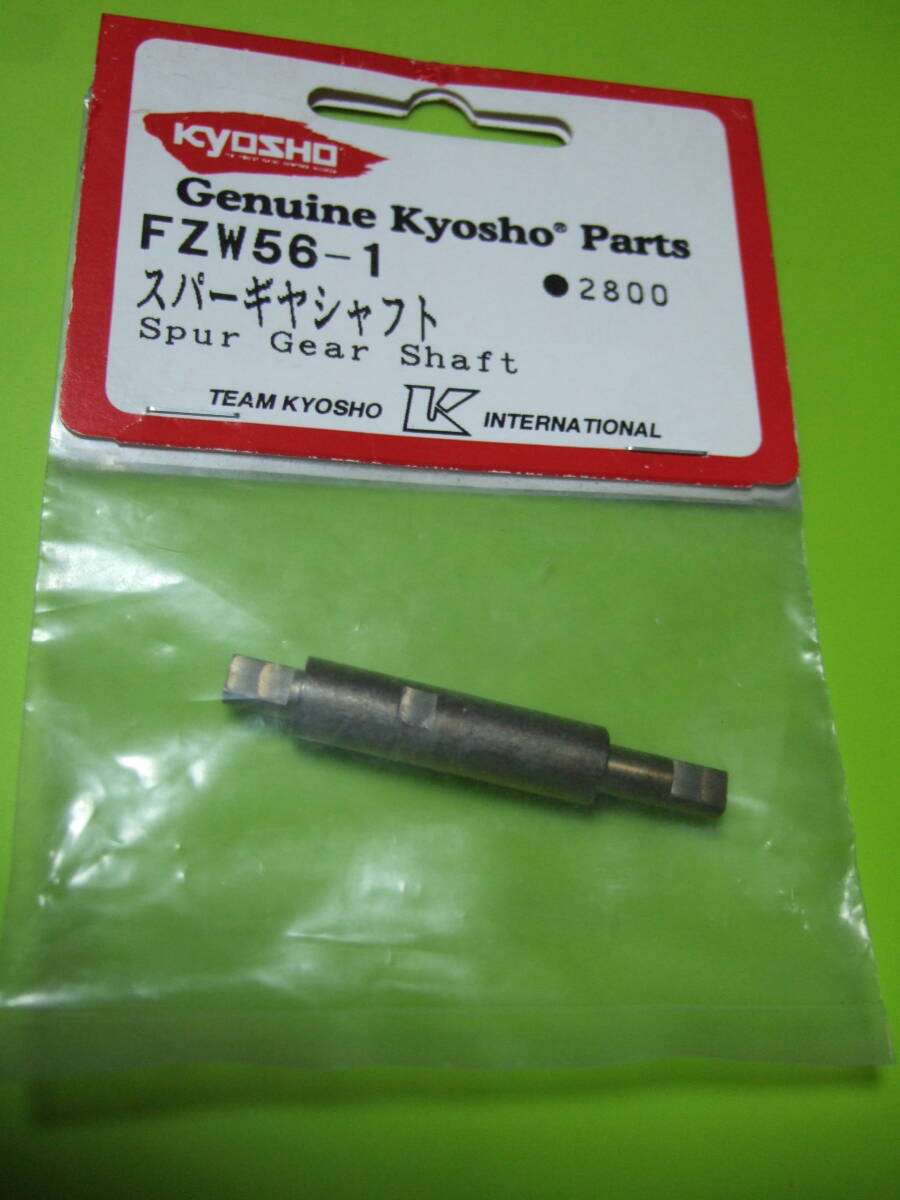 KYOSHO
Genuine Kyosho® Parts
FZW56-1
●2800
スパーギヤシャフト
Spur Gear Shaft
TEAM KYOSHO K INTERNATIONAL